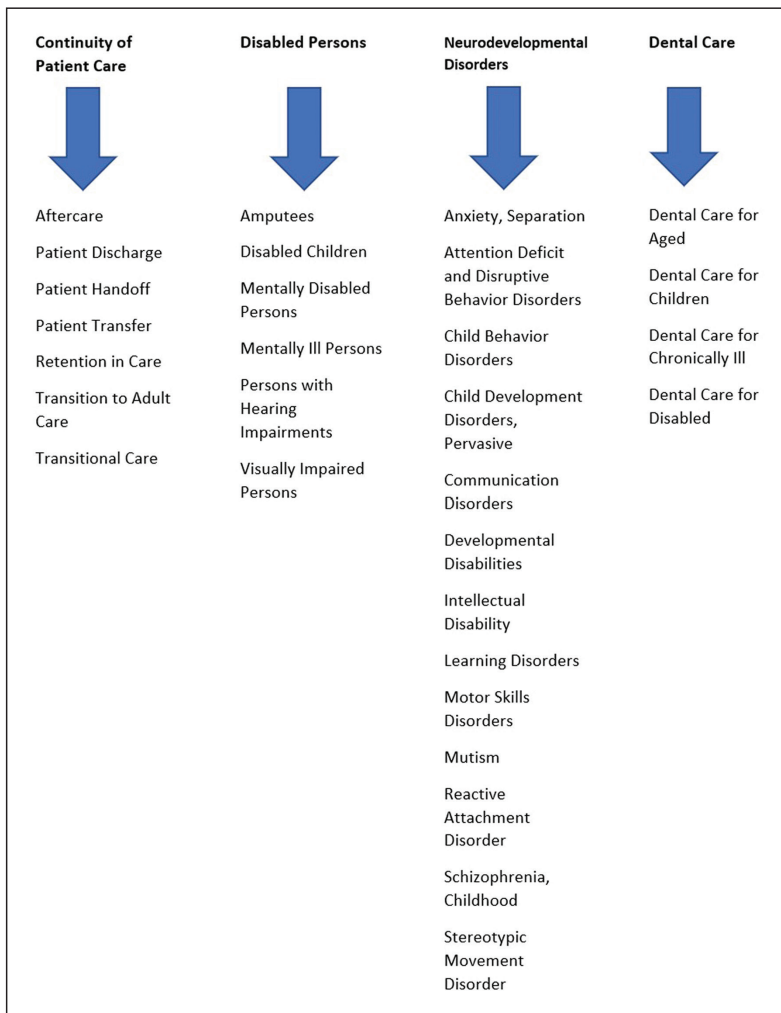 Continuity of
Patient Care
Aftercare
Patient Discharge
Patient Handoff
Patient Transfer
Retention in Care
Transition to Adult
Care
Transitional Care
Disabled Persons
Amputees
Disabled Children
Mentally Disabled
Persons
Mentally Ill Persons
Persons with
Hearing
Impairments
Visually Impaired
Persons
Neurodevelopmental
Disorders
Anxiety, Separation
Attention Deficit
and Disruptive
Behavior Disorders
Child Behavior
Disorders
Child Development
Disorders,
Pervasive
Communication
Disorders
Developmental
Disabilities
Intellectual
Disability
Learning Disorders
Motor Skills
Disorders
Mutism
Reactive
Attachment
Disorder
Schizophrenia,
Childhood
Stereotypic
Movement
Disorder
Dental Care
Dental Care for
Aged
Dental Care for
Children
Dental Care for
Chronically Ill
Dental Care for
Disabled